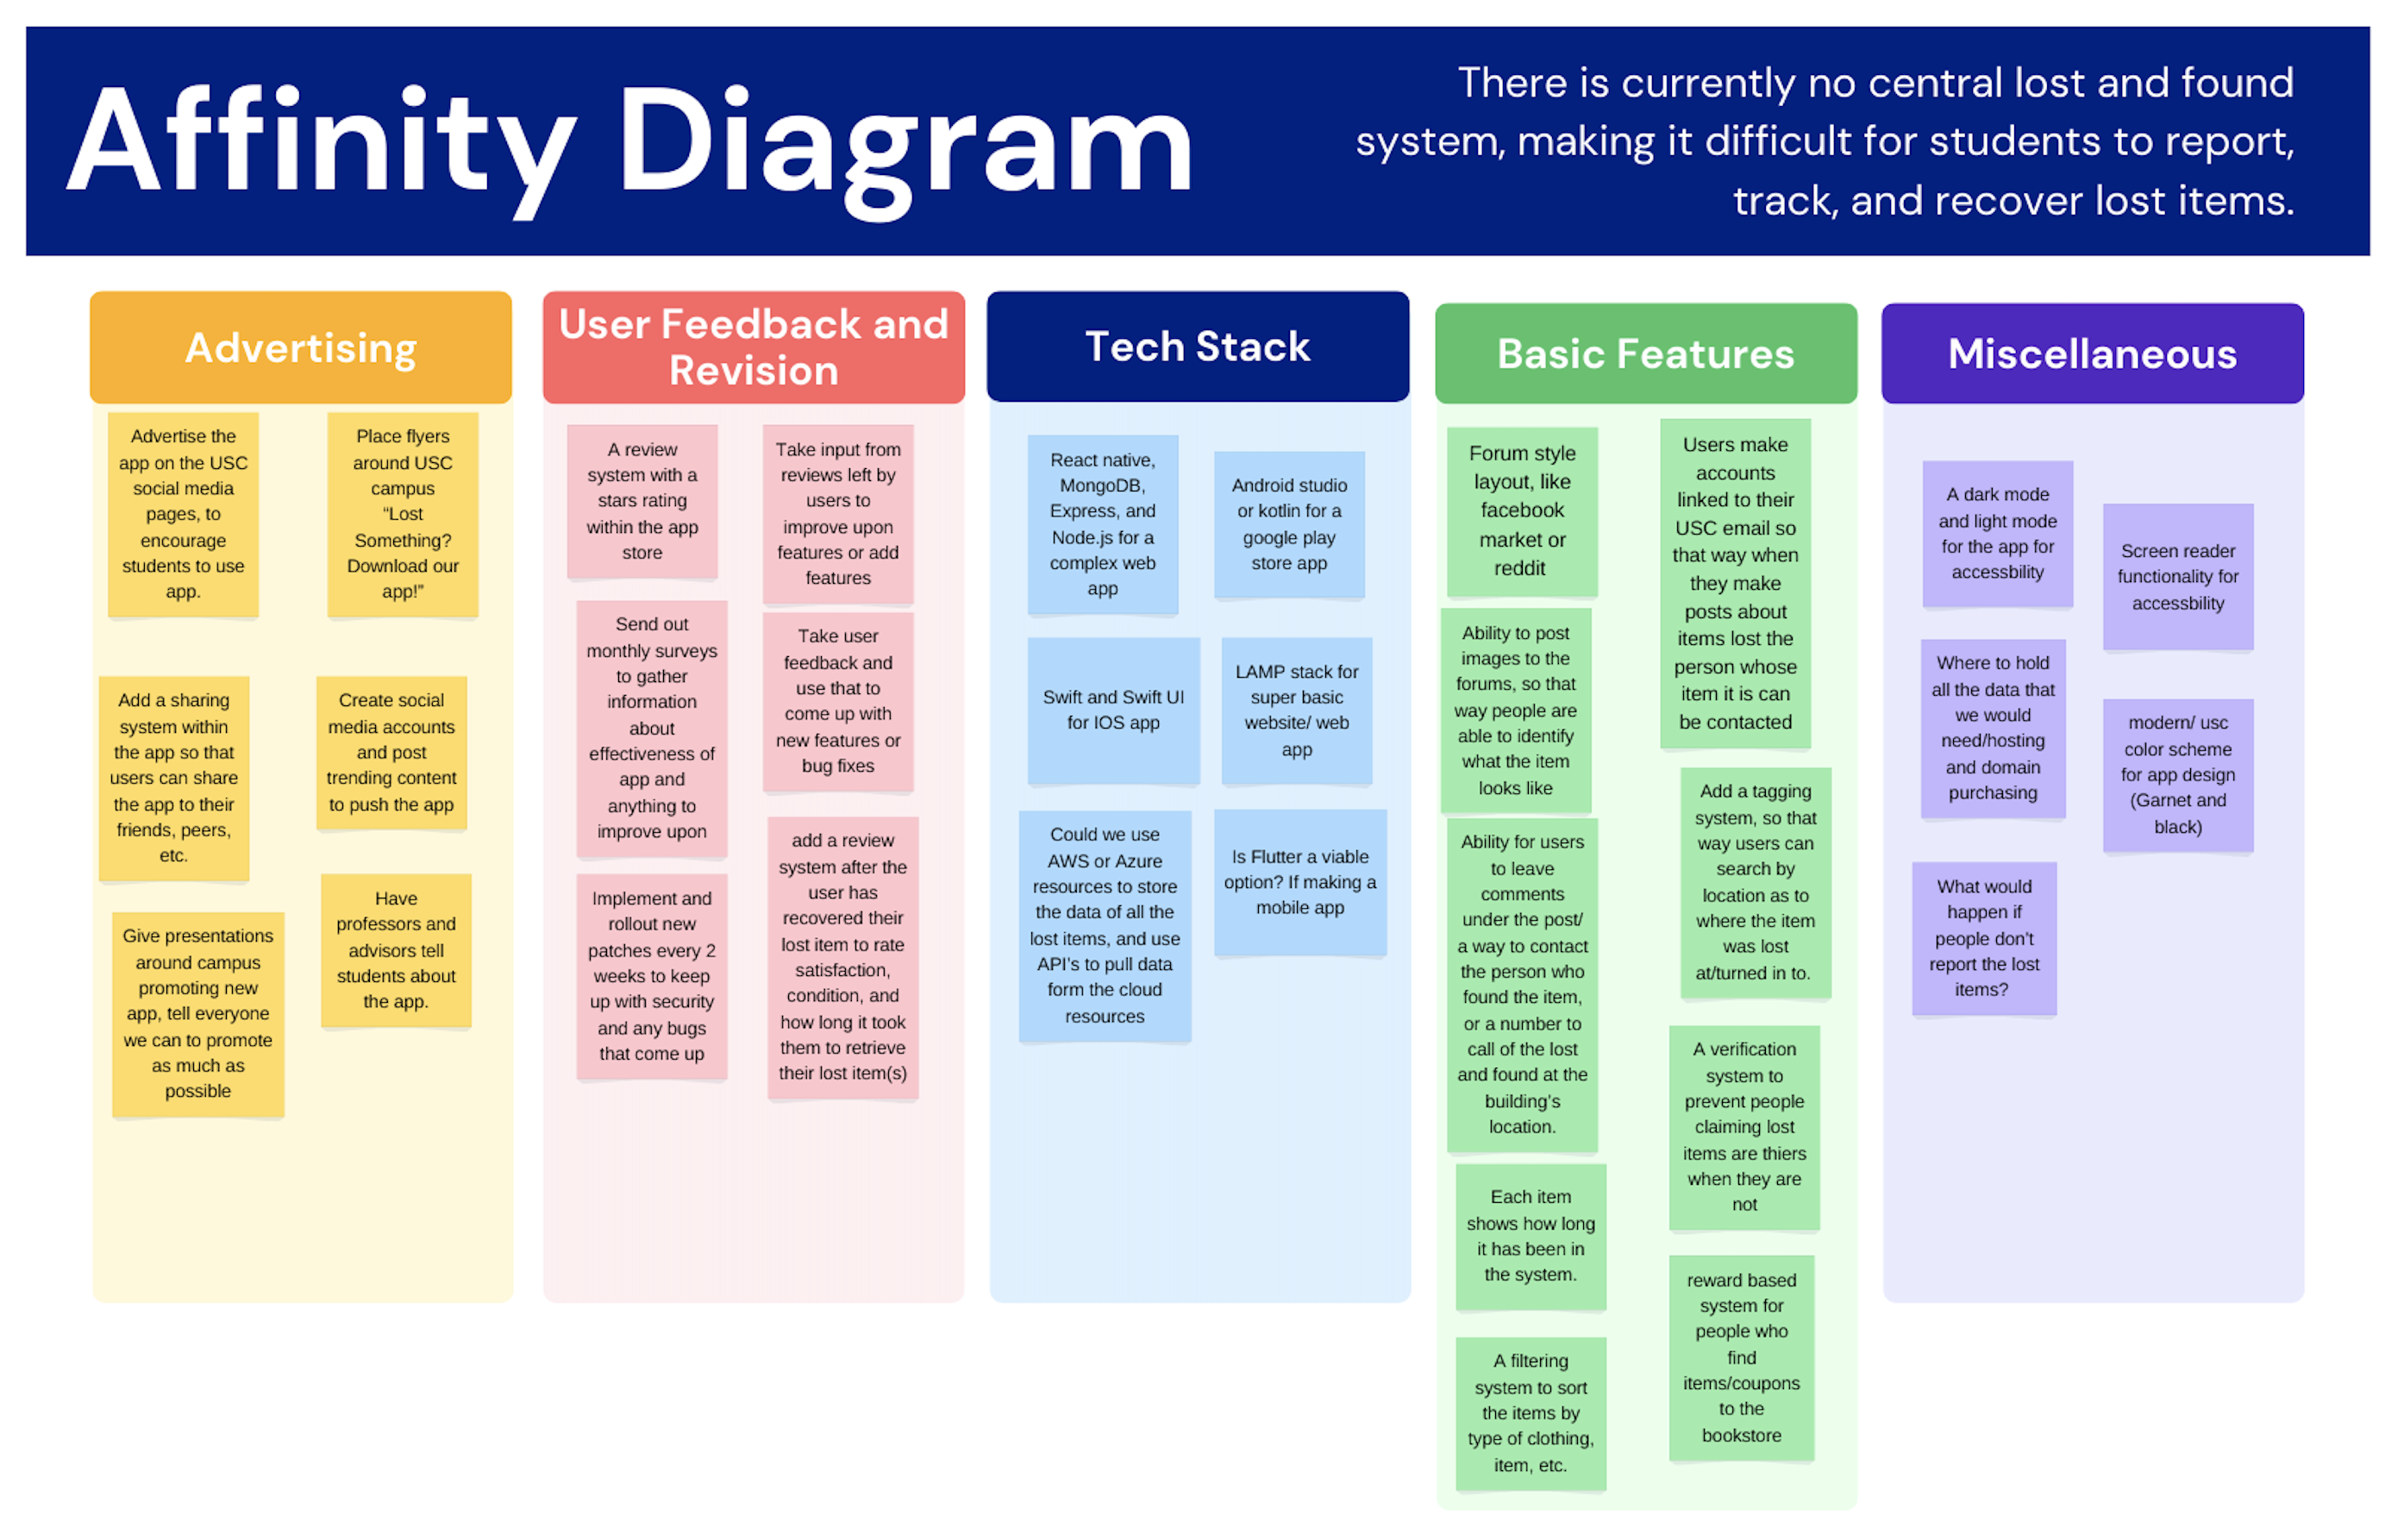 Affinity Diagram
There is currently no central lost and found
system, making it difficult for students to report,
track, and recover lost items.
Advertising
Advertise the
app on the USC
social media
pages, to
encourage
students to use
app.
Place flyers
around USC
campus
“Lost
Something?
Download our
app!”
Add a sharing
system within
the app so that
users can share
the app to their
friends, peers,
etc.
Create social
media accounts
and post
trending content
to push the app
Give presentations
around campus
promoting new
app, tell everyone
we can to promote
as much as
possible
Have
professors and
advisors tell
students about
the app.
User Feedback and
Revision
A review
system with a
stars rating
within the app
store
Take input from
reviews left by
users to
improve upon
features or add
features
Send out
monthly surveys
to gather
information
about
effectiveness of
app and
anything to
improve upon
Take user
feedback and
use that to
come up with
new features or
bug fixes
Implement and
rollout new
patches every 2
weeks to keep
up with security
and any bugs
that come up
add a review
system after the
user has
recovered their
lost item to rate
satisfaction,
condition, and
how long it took
them to retrieve
their lost item(s)
Tech Stack
React native,
MongoDB,
Express, and
Node.js for a
complex web
app
Android studio
or kotlin for a
google play
store app
Swift and Swift UI
for IOS app
LAMP stack for
super basic
website/ web
app
Could we use
AWS or Azure
resources to store
the data of all the
lost items, and use
API's to pull data
form the cloud
resources
Is Flutter a viable
option? If making a
mobile app
Basic Features
Forum style
layout, like
facebook
market or
reddit
Users make
accounts
linked to their
USC email so
that way when
they make
posts about
items lost the
person whose
item it is can
be contacted
Ability to post
images to the
forums, so that
way people are
able to identify
what the item
looks like
Add a tagging
system, so that
way users can
search by
location as to
where the item
was lost
at/turned in to.
Ability for users
to leave
comments
under the post/
a way to contact
the person who
found the item,
or a number to
call of the lost
and found at the
building's
location.
A verification
system to
prevent people
claiming lost
items are thiers
when they are
not
Each item
shows how long
it has been in
the system.
reward based
system for
people who
find
items/coupons
to the
bookstore
A filtering
system to sort
the items by
type of clothing,
item, etc.
Miscellaneous
A dark mode
and light mode
for the app for
accessbility
Screen reader
functionality for
accessbility
Where to hold
all the data that
we would
need/hosting
and domain
purchasing
modern/ usc
color scheme
for app design
(Garnet and
black)
What would
happen if
people don't
report the lost
items?